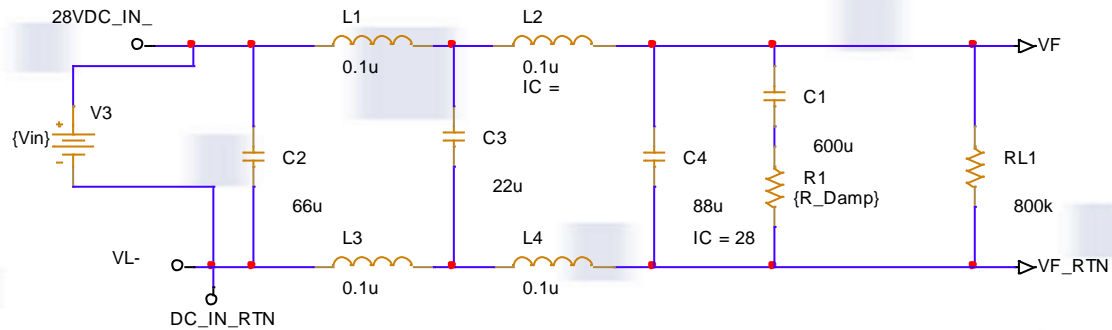 28VDC_IN_
L1
L2
VF
0.1u
0.1u
IC =
V3
{Vin}
C1
C3
C2
C4
RL1
600u
R1
{R_Damp}
22u
66u
88u
800k
IC = 28
L3
L4
VL-
VF_RTN
0.1u
0.1u
DC_IN_RTN